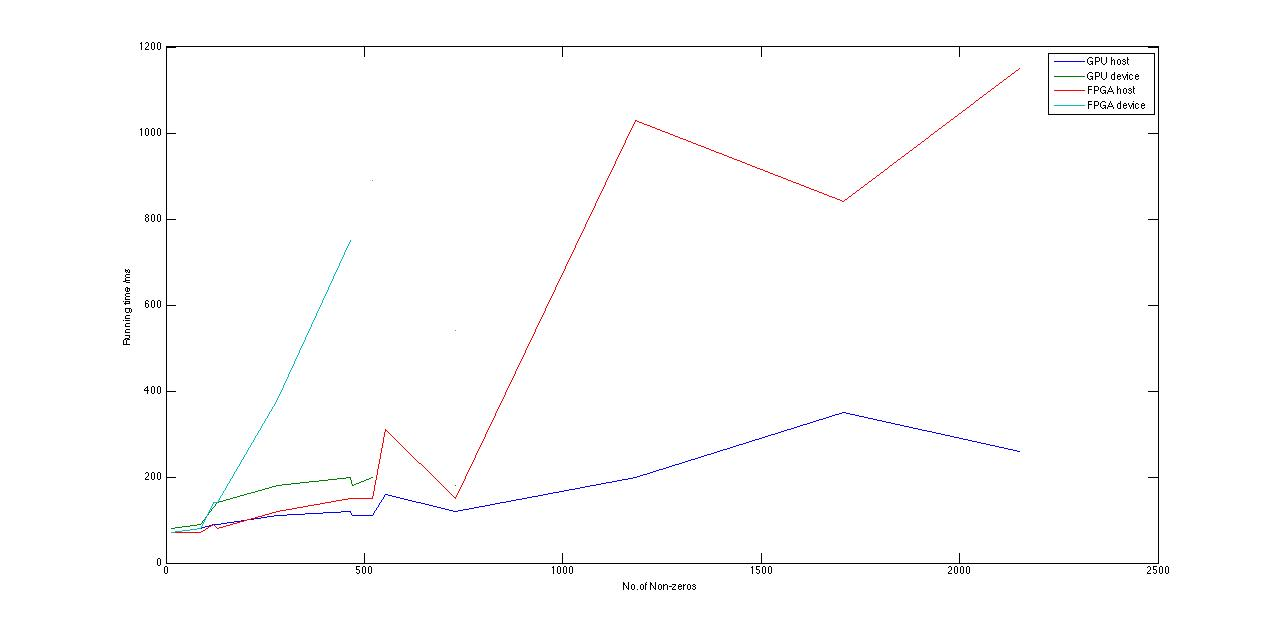 1200
1000
800
600
400
200
0
Running time /ms
0 500 1000 1500 2000 2500
No.of Non-zeros
GPU host
GPU device
FPGA host
FPGA device